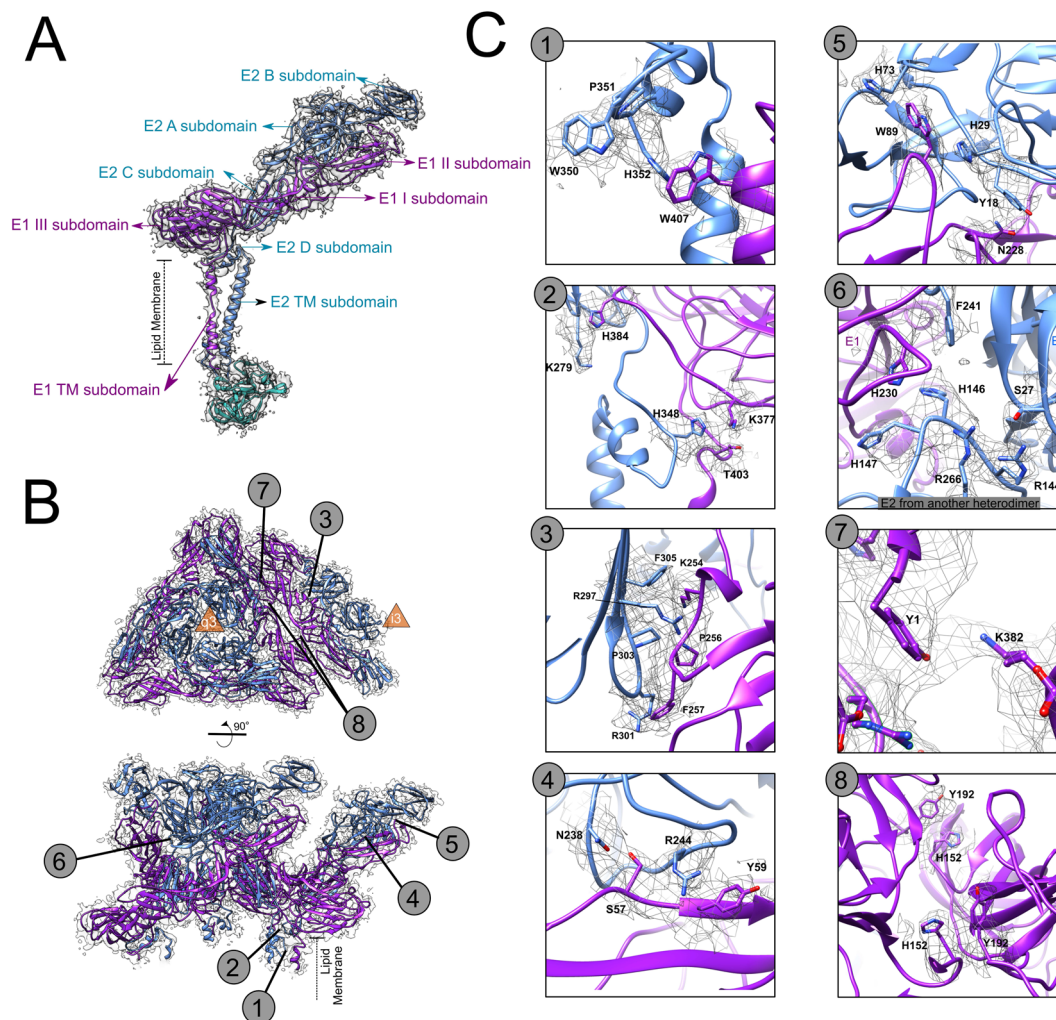 A
E2 B subdomain
E2 A subdomain
E2 C subdomain
E1 II subdomain
E1 I subdomain
E1 III subdomain
E2 D subdomain
Lipid Membrane
E2 TM subdomain
E1 TM subdomain
B
7
3
q3
i3
8
90°
6
5
4
2
1
Lipid
Membrane
C
1
P351
W350
H352
W407
2
H384
K279
H348
K377
T403
3
F305
K254
R297
P303
P256
F257
R301
4
N238
R244
Y59
S57
5
H73
W89
H29
Y18
N228
6
F241
E1
E
H230
H146
S27
H147
R266
R144
E2 from another heterodimer
7
Y1
K382
8
Y192
H152
H152
Y192